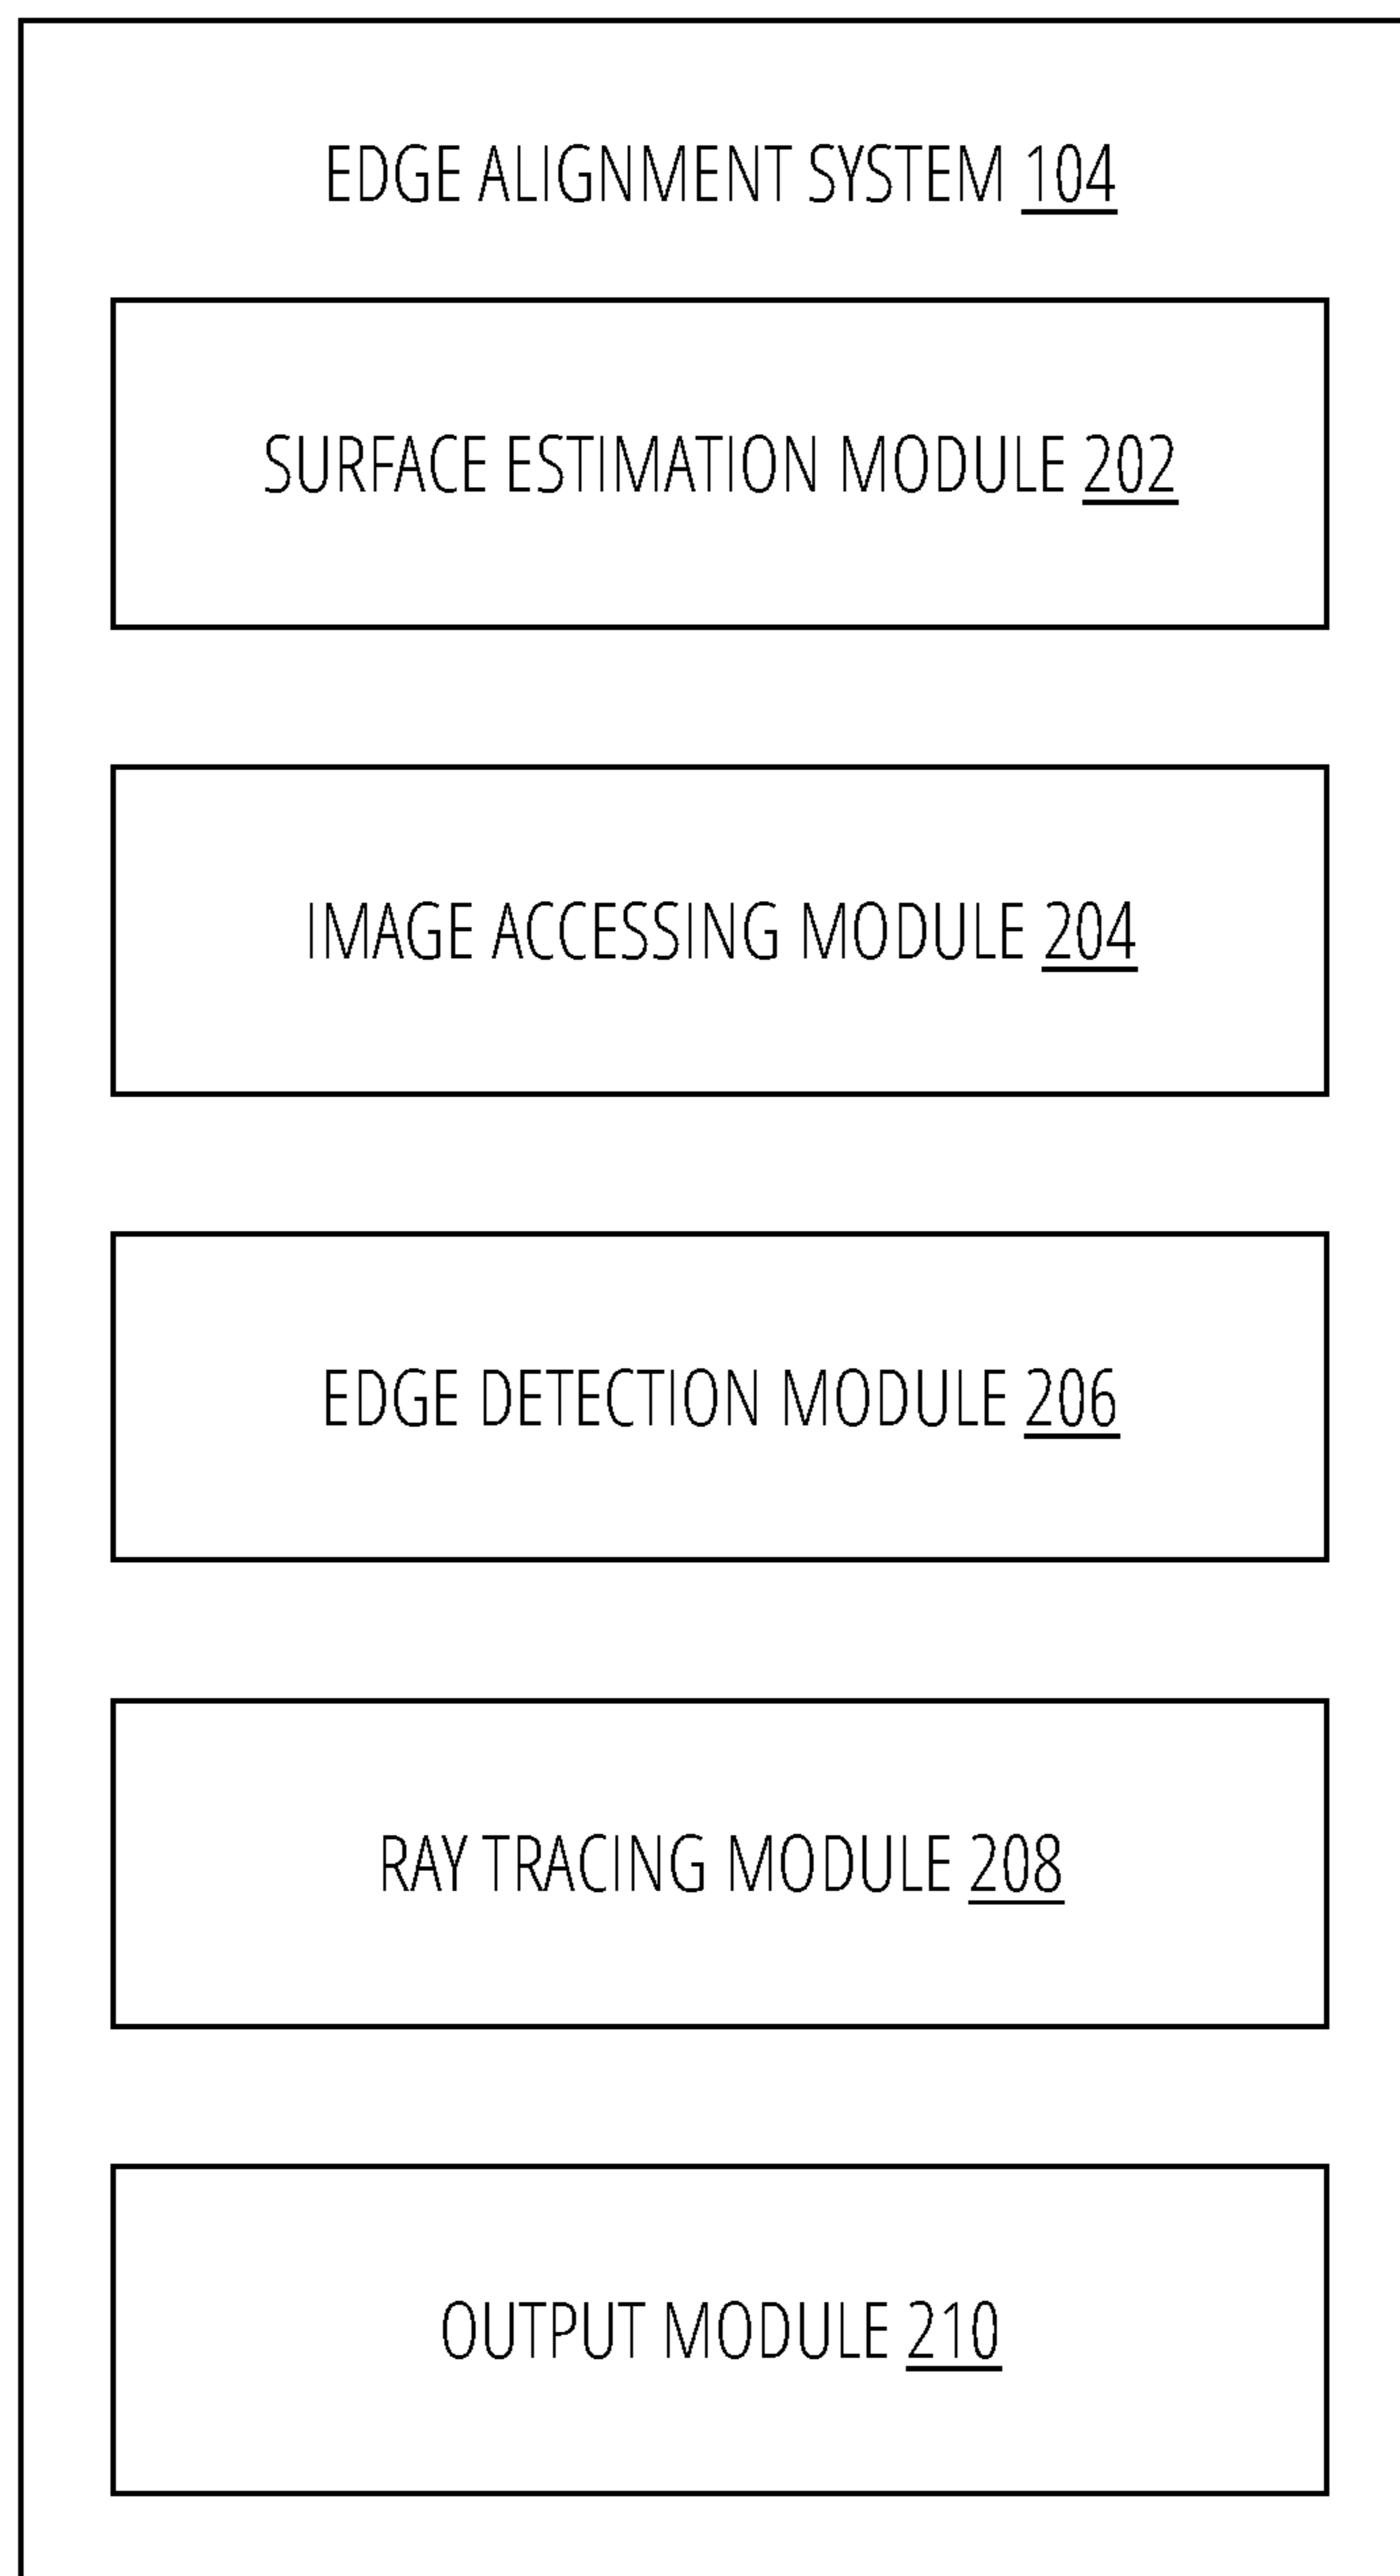 EDGE ALIGNMENT SYSTEM 104
SURFACE ESTIMATION MODULE 202
IMAGE ACCESSING MODULE 204
EDGE DETECTION MODULE 206
RAY TRACING MODULE 208
OUTPUT MODULE 210